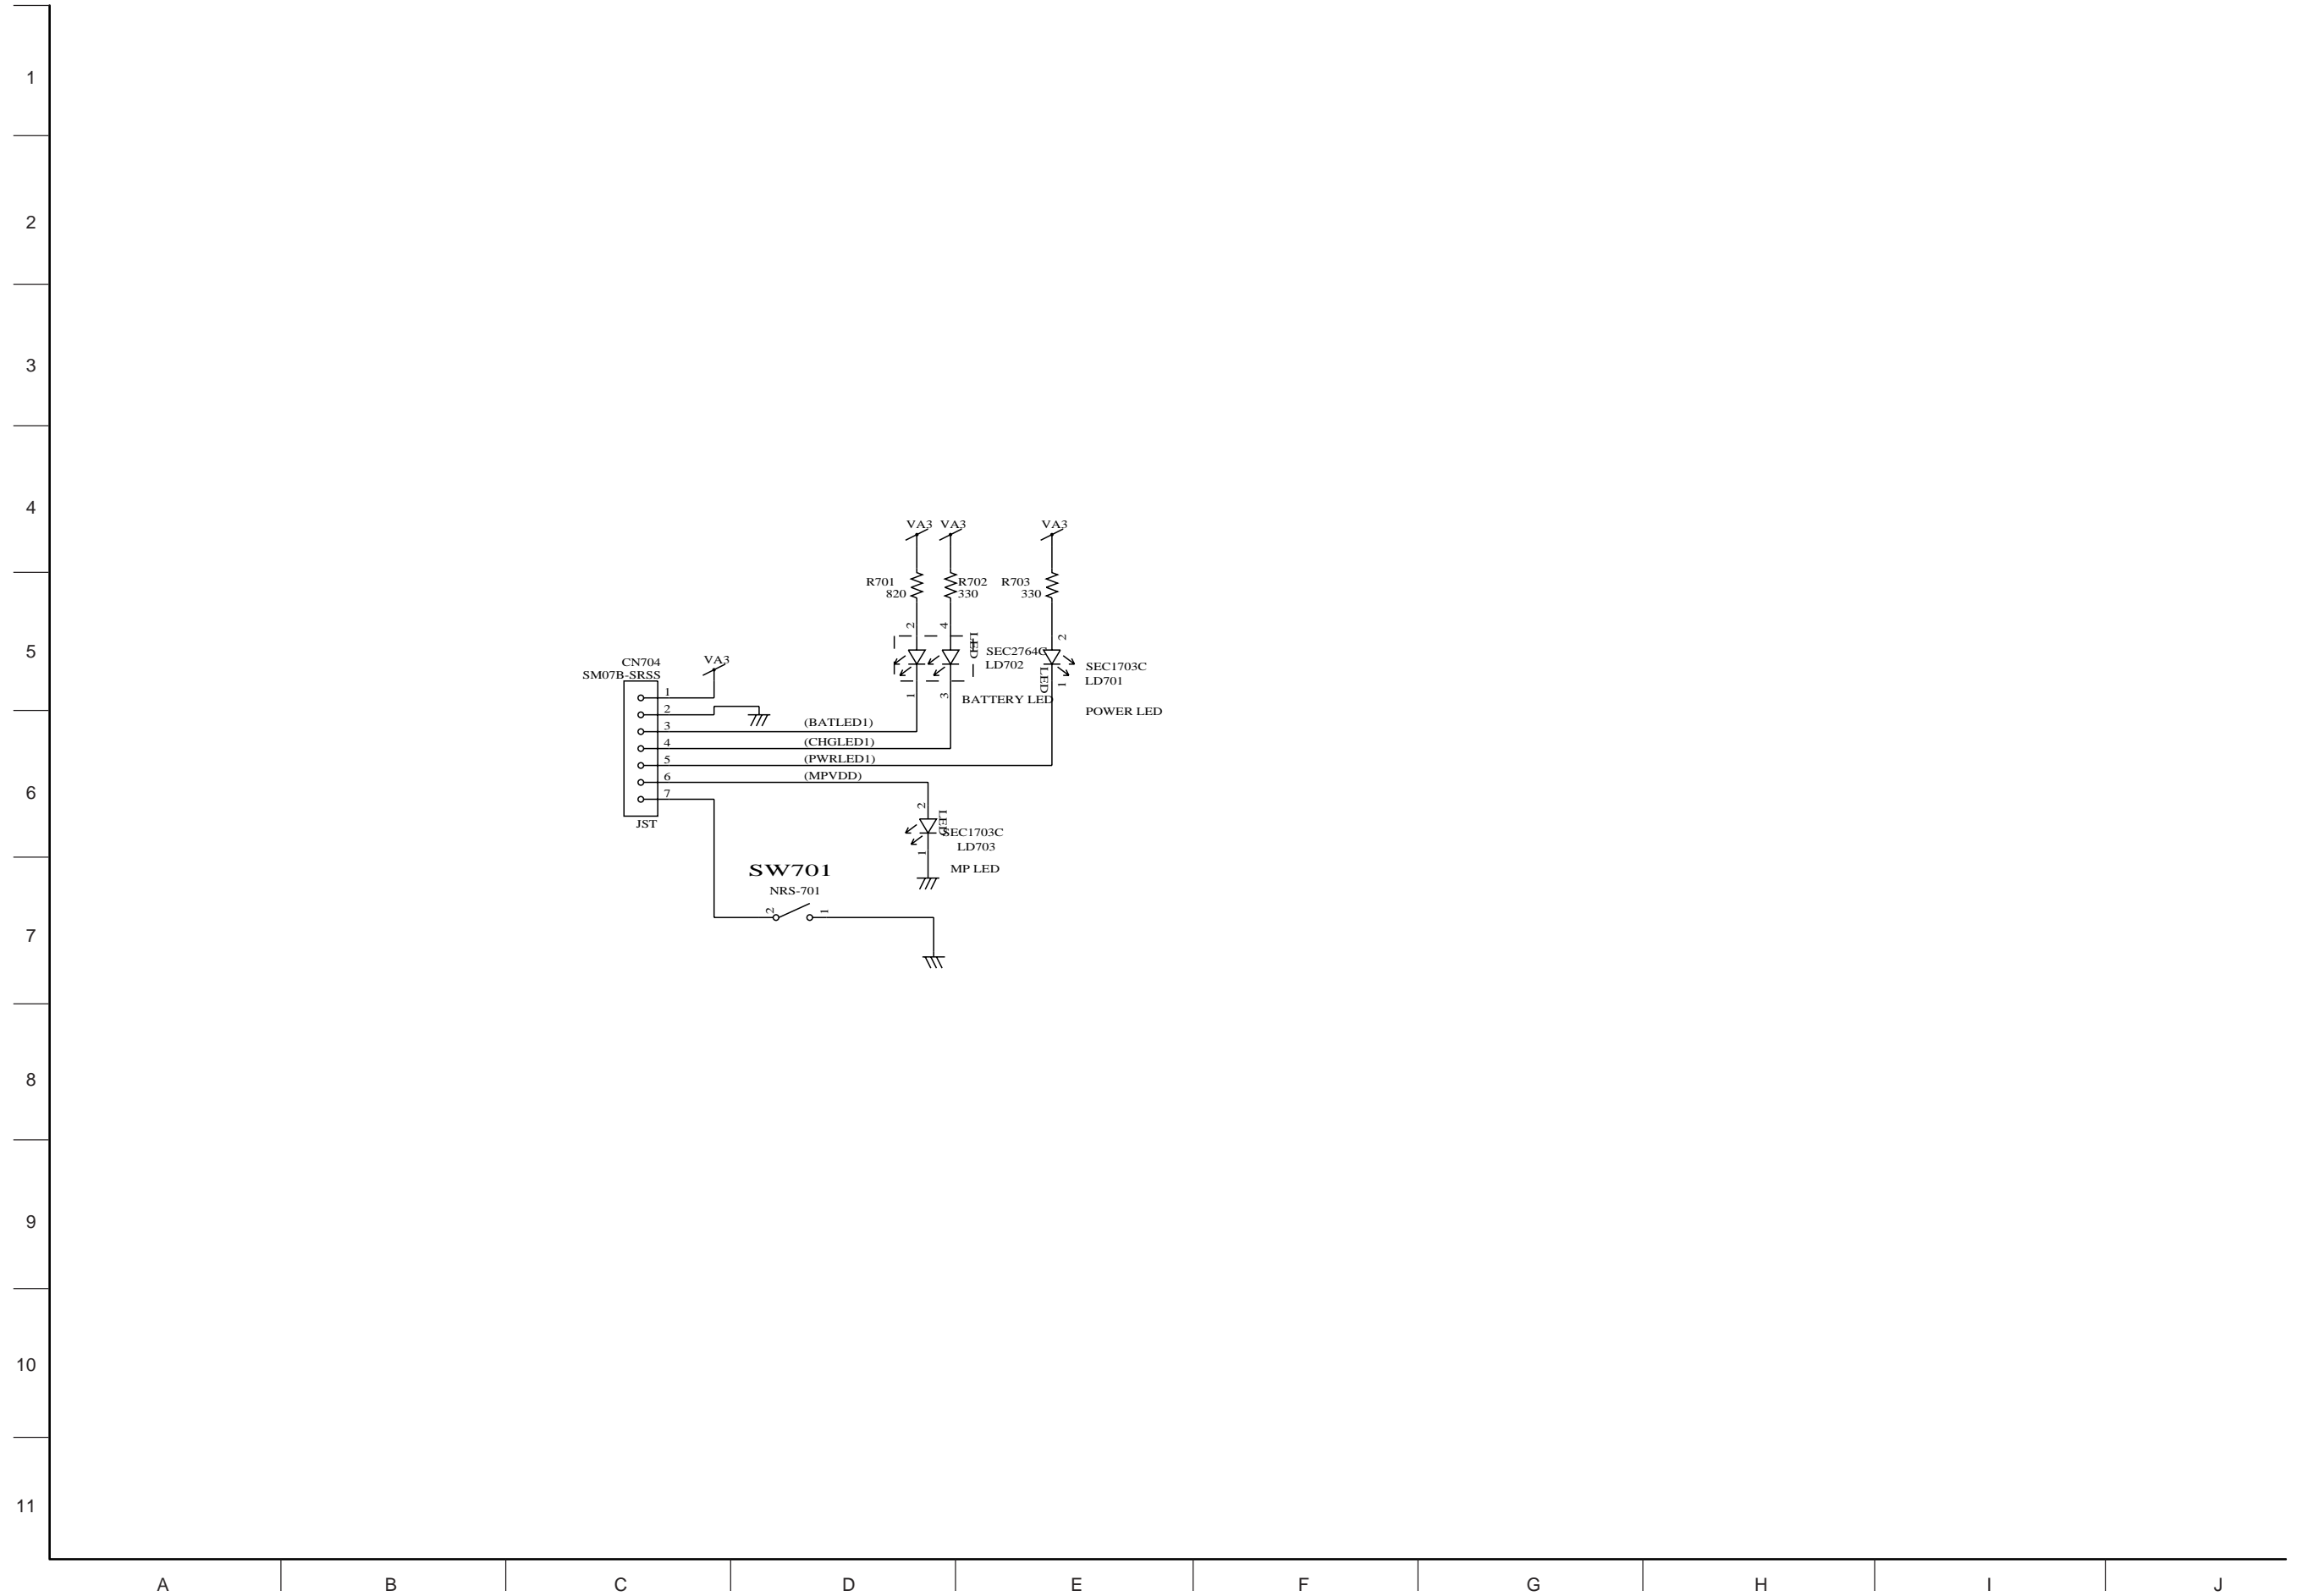 1
2
3
4
VA3 VA3 VA3
R701 R702 R703
820 330 330
2 4 2
LED
5
SEC2764C
LD702
CN704 VA3
SM07B-SRSS
SEC1703C
LD701
LED
1 3 1
BATTERY LED
POWER LED
1
2
3 (BATLED1)
4 (CHGLED1)
5 (PWRLED1)
6 (MPVDD)
7
6
JST
2
LED
SEC1703C
LD703
1
MP LED
SW701
NRS-701
2 1
7
8
9
10
11
A B C D E F G H I J